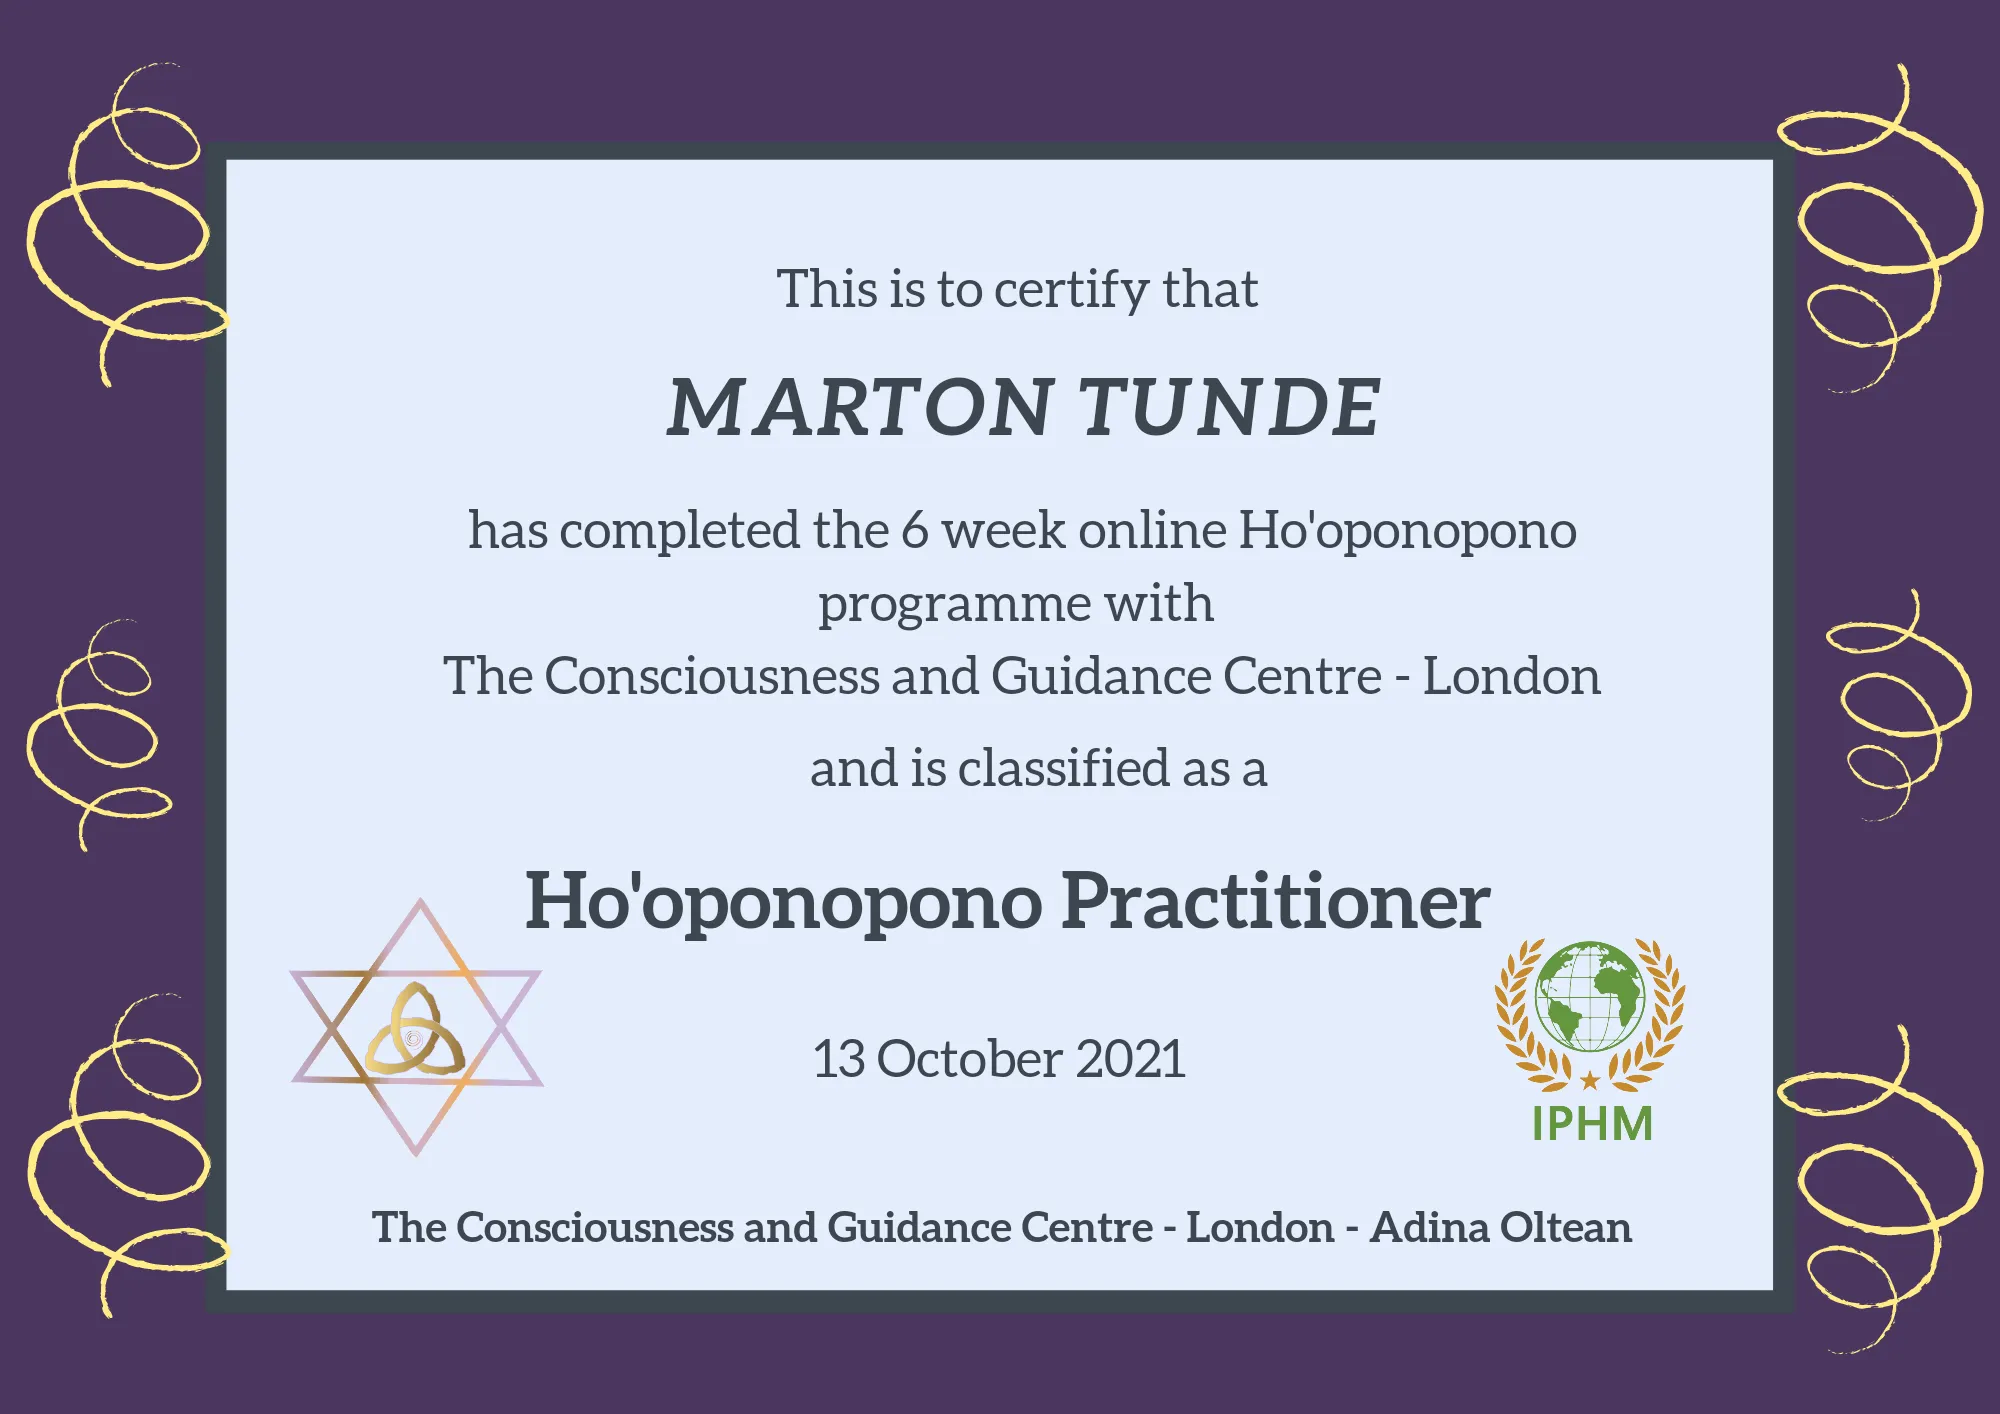 This is to certify that
MARTON TUNDE
has completed the 6 week online Ho'oponopono
programme with
The Consciousness and Guidance Centre - London
and is classified as a
Ho'oponopono Practitioner
13 October 2021
IPHM
The Consciousness and Guidance Centre - London - Adina Oltean